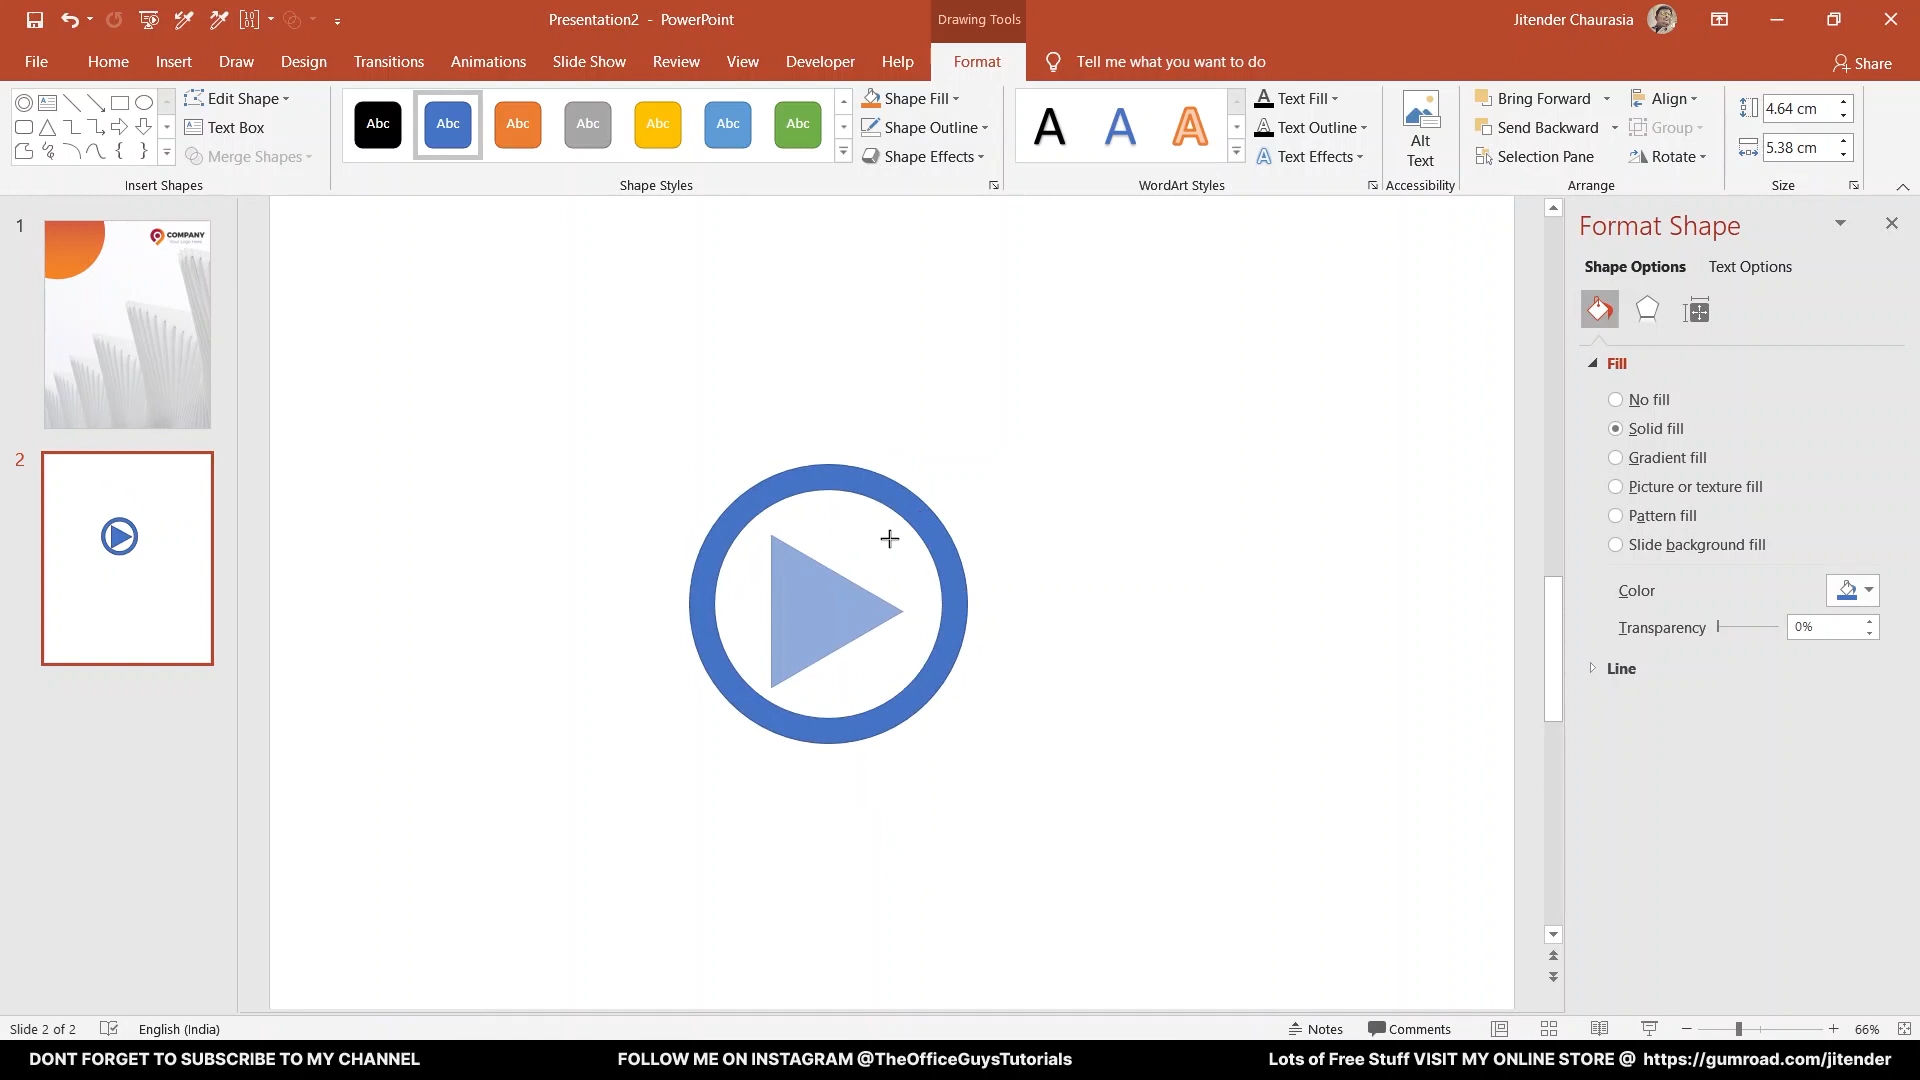 Presentation2 - PowerPoint
Drawing Tools
Jitender Chaurasia
File Home Insert Draw Design Transitions Animations Slide Show Review View Developer Help Format Tell me what you want to do Share
Edit Shape
Text Box
Merge Shapes
Insert Shapes
Abc Abc Abc Abc Abc Abc Abc
Shape Styles
Shape Fill
Shape Outline
Shape Effects
A A A
WordArt Styles
Text Fill
Text Outline
Text Effects
Alt
Text
Accessibility
Bring Forward
Send Backward
Selection Pane
Align
Group
Rotate
Arrange
4.64 cm
5.38 cm
Size
1
COMPANY
2
Format Shape
Shape Options Text Options
Fill
No fill
Solid fill
Gradient fill
Picture or texture fill
Pattern fill
Slide background fill
Color
Transparency 0%
Line
Slide 2 of 2 English (India) Notes Comments 66%
DONT FORGET TO SUBSCRIBE TO MY CHANNEL
FOLLOW ME ON INSTAGRAM @TheOfficeGuysTutorials
Lots of Free Stuff VISIT MY ONLINE STORE @ https://gumroad.com/jitender